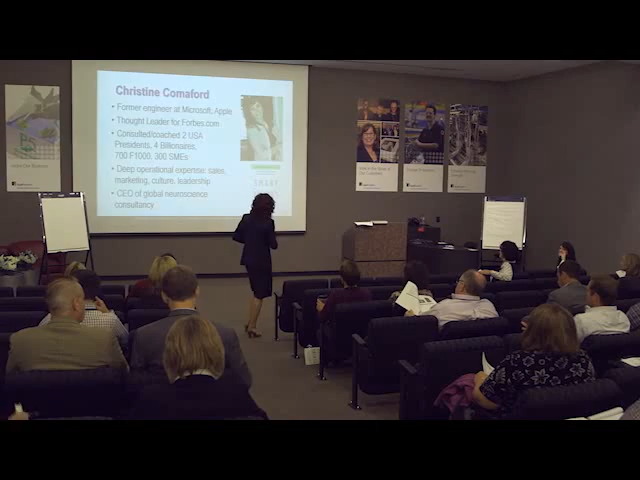 Christine Comaford
• Former engineer at Microsoft, Apple
• Thought Leader for Forbes.com
• Consulted/coached 2 USA
Presidents, 4 Billionaires,
700 F1000, 300 SMEs
• Deep operational expertise: sales,
marketing, culture, leadership
• CEO of global neuroscience
consultancy